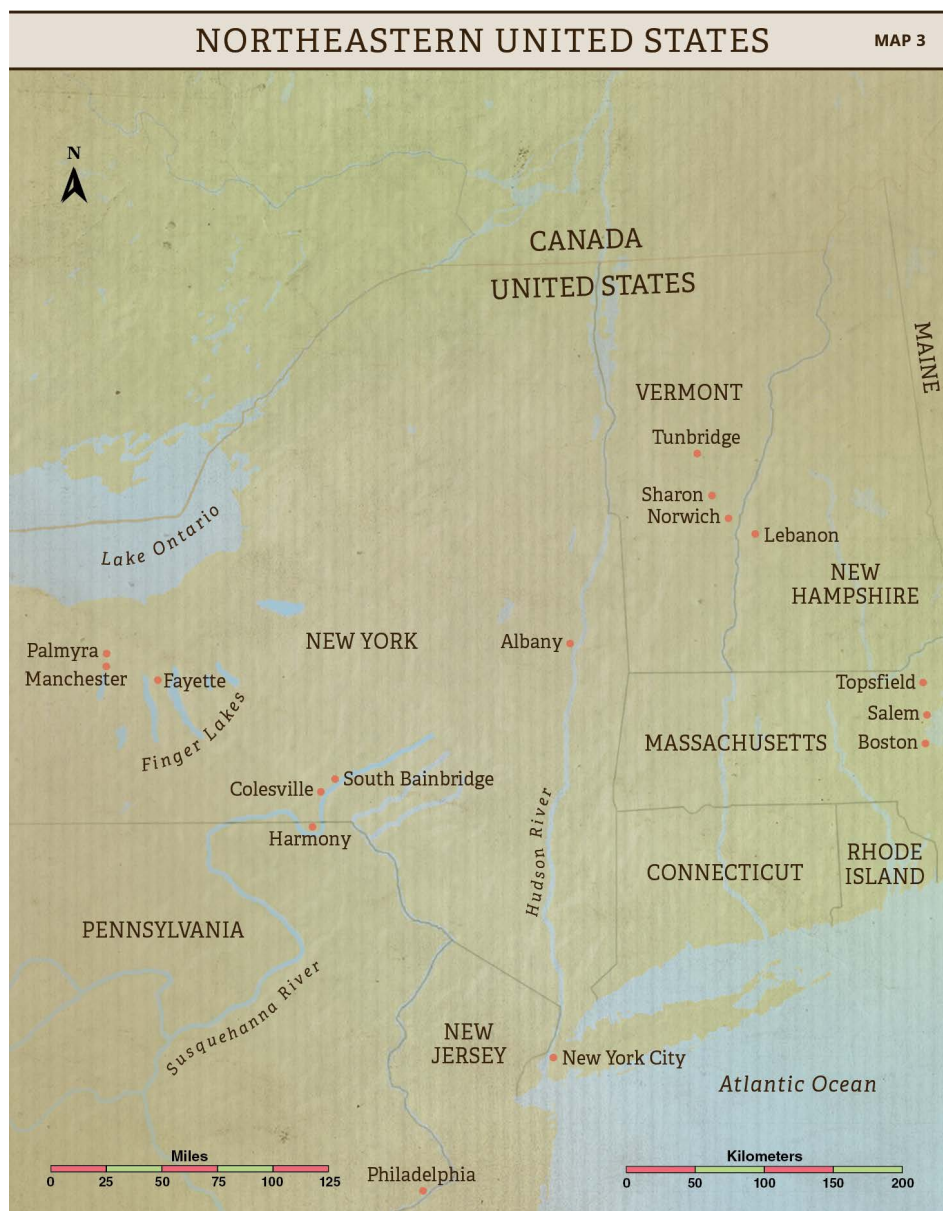 NORTHEASTERN UNITED STATES
MAP 3
N
CANADA
UNITED STATES
MAINE
VERMONT
Tunbridge
Sharon
Norwich
Lebanon
Lake Ontario
NEW
HAMPSHIRE
NEW YORK
Albany
Palmyra
Manchester
Fayette
Finger Lakes
Topsfield
Salem
MASSACHUSETTS
Boston
South Bainbridge
Colesville
Harmony
Hudson River
CONNECTICUT
RHODE
ISLAND
PENNSYLVANIA
Susquehanna River
NEW
JERSEY
New York City
Atlantic Ocean
Miles
0 25 50 75 100 125
Kilometers
0 50 100 150 200
Philadelphia